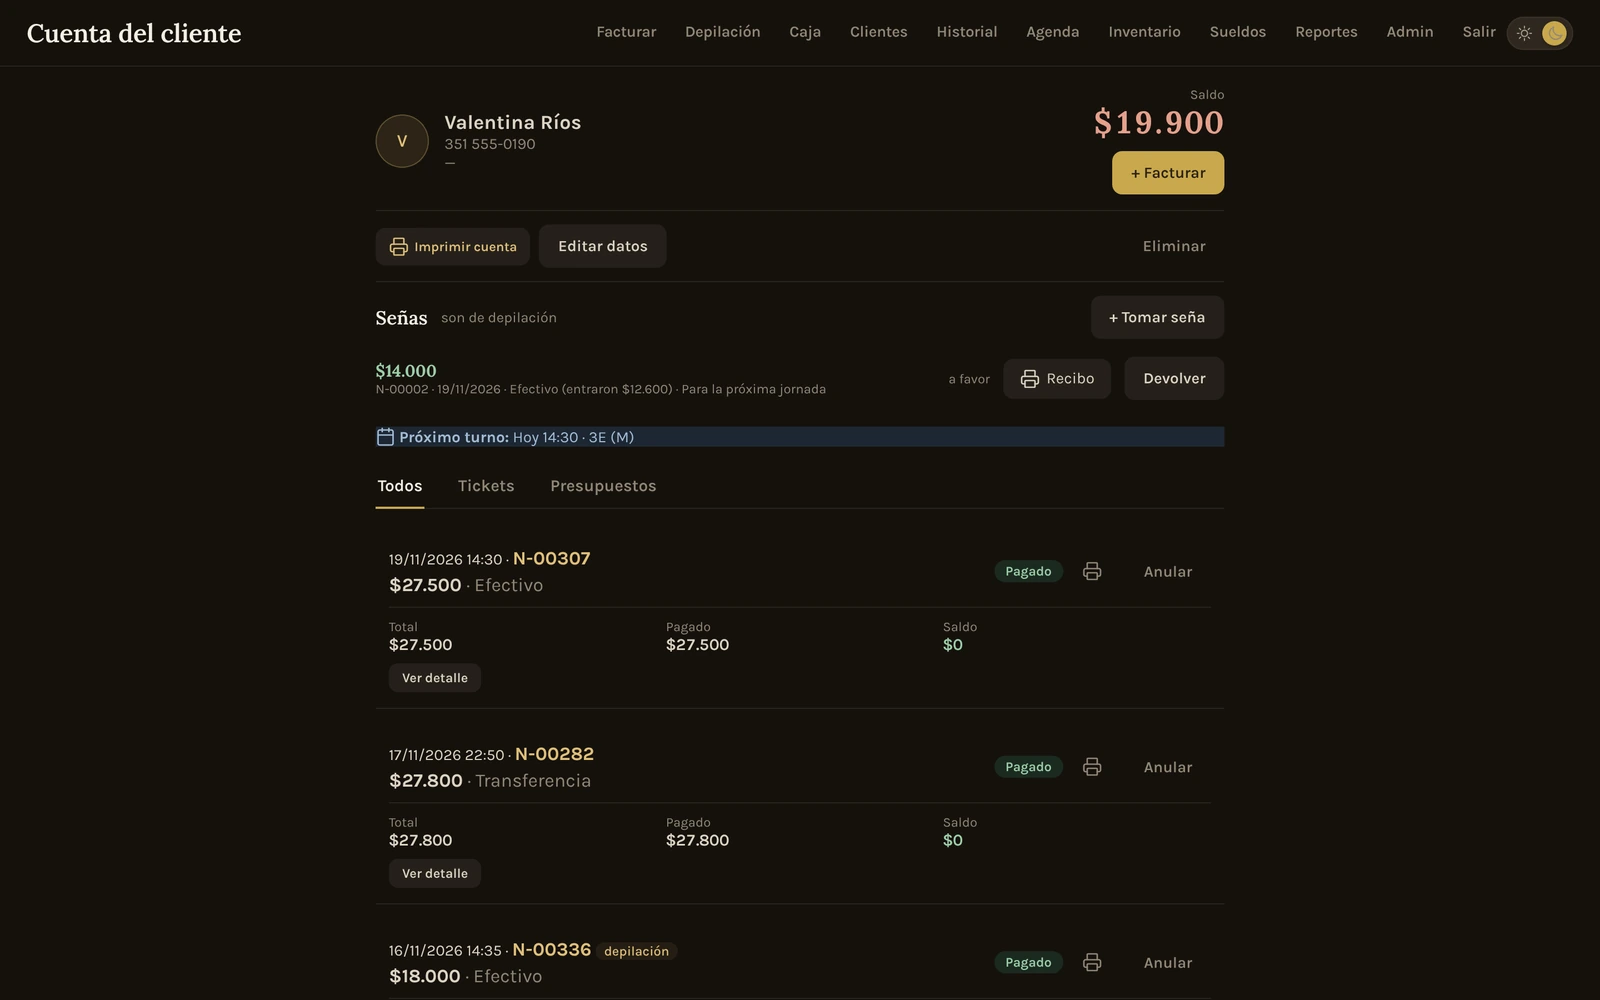 Cuenta del cliente
Facturar
Depilación
Caja
Clientes
Historial
Agenda
Inventario
Sueldos
Reportes
Admin
Salir
V
Valentina Ríos
351 555-0190
—
Saldo
$19.900
+ Facturar
Imprimir cuenta
Editar datos
Eliminar
Señas son de depilación
+ Tomar seña
$14.000
N-00002 · 19/11/2026 · Efectivo (entraron $12.600) · Para la próxima jornada
a favor
Recibo
Devolver
Próximo turno: Hoy 14:30 · 3E (M)
Todos
Tickets
Presupuestos
19/11/2026 14:30 · N-00307
$27.500 · Efectivo
Pagado
Anular
Total
$27.500
Pagado
$27.500
Saldo
$0
Ver detalle
17/11/2026 22:50 · N-00282
$27.800 · Transferencia
Pagado
Anular
Total
$27.800
Pagado
$27.800
Saldo
$0
Ver detalle
16/11/2026 14:35 · N-00336 depilación
$18.000 · Efectivo
Pagado
Anular